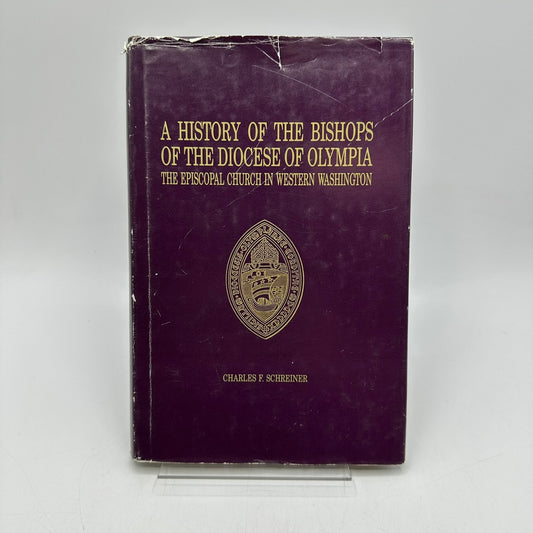 A HISTORY OF THE BISHOPS
OF THE DIOCESE OF OLYMPIA
THE EPISCOPAL CHURCH IN WESTERN WASHINGTON
CHARLES F. SCHREINER